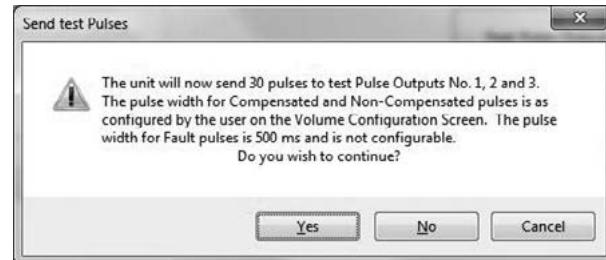 Send test Pulses
The unit will now send 30 pulses to test Pulse Outputs No. 1, 2 and 3.
The pulse width for Compensated and Non-Compensated pulses is as
configured by the user on the Volume Configuration Screen. The pulse
width for Fault pulses is 500 ms and is not configurable.
Do you wish to continue?
Yes No Cancel